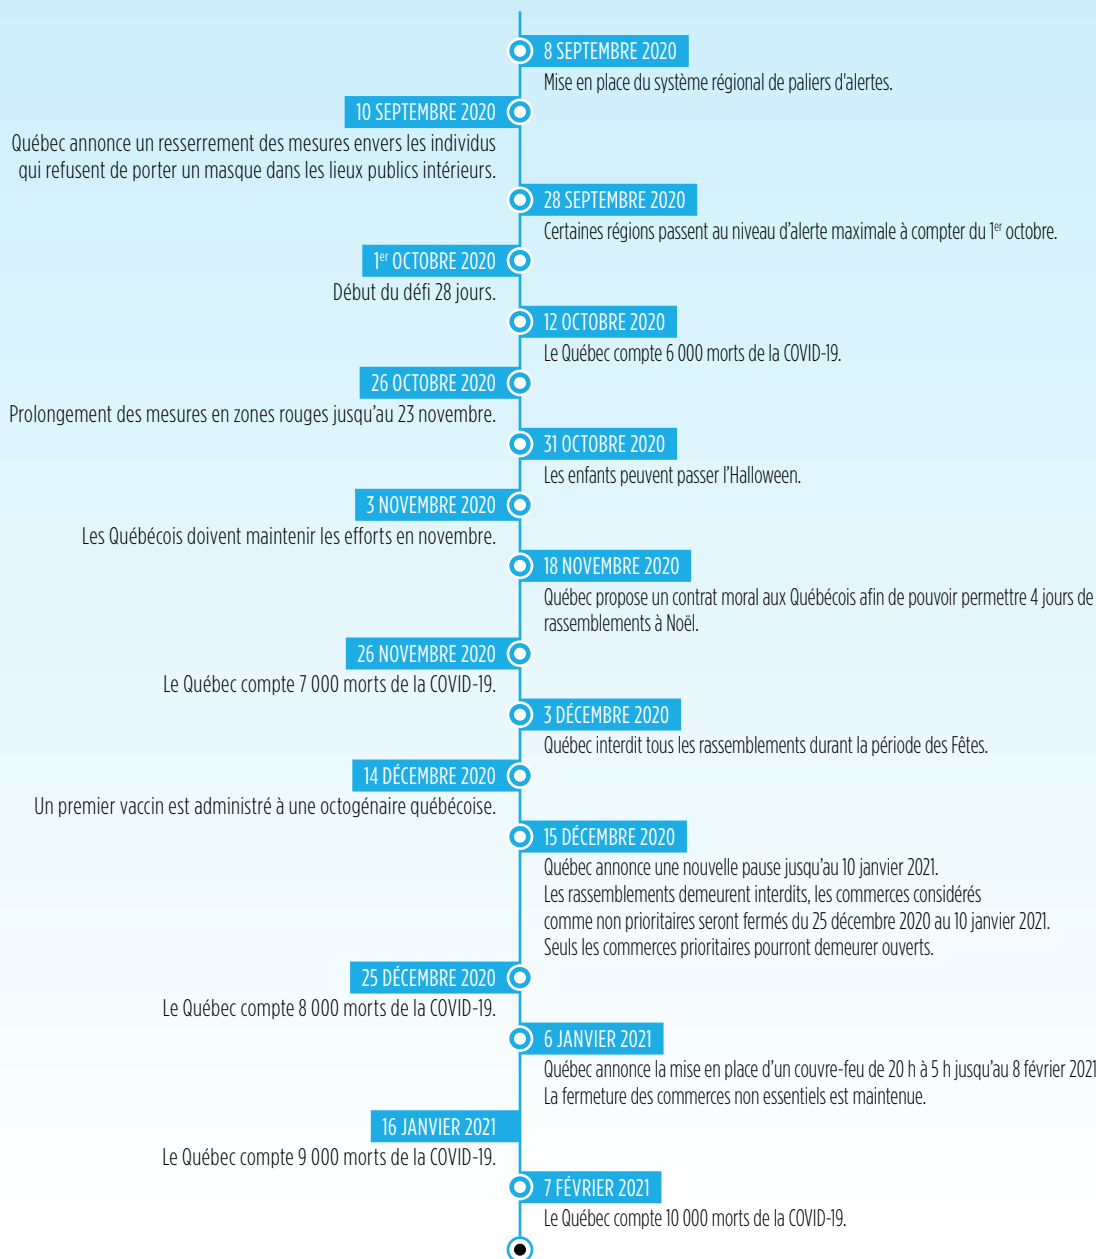 8 SEPTEMBRE 2020
Mise en place du système régional de paliers d'alertes.
10 SEPTEMBRE 2020
Québec annonce un resserrement des mesures envers les individus
qui refusent de porter un masque dans les lieux publics intérieurs.
28 SEPTEMBRE 2020
Certaines régions passent au niveau d'alerte maximale à compter du 1er octobre.
1er OCTOBRE 2020
Début du défi 28 jours.
12 OCTOBRE 2020
Le Québec compte 6 000 morts de la COVID-19.
26 OCTOBRE 2020
Prolongement des mesures en zones rouges jusqu'au 23 novembre.
31 OCTOBRE 2020
Les enfants peuvent passer l'Halloween.
3 NOVEMBRE 2020
Les Québécois doivent maintenir les efforts en novembre.
18 NOVEMBRE 2020
Québec propose un contrat moral aux Québécois afin de pouvoir permettre 4 jours de
rassemblements à Noël.
26 NOVEMBRE 2020
Le Québec compte 7 000 morts de la COVID-19.
3 DÉCEMBRE 2020
Québec interdit tous les rassemblements durant la période des Fêtes.
14 DÉCEMBRE 2020
Un premier vaccin est administré à une octogénaire québécoise.
15 DÉCEMBRE 2020
Québec annonce une nouvelle pause jusqu'au 10 janvier 2021.
Les rassemblements demeurent interdits, les commerces considérés
comme non prioritaires seront fermés du 25 décembre 2020 au 10 janvier 2021.
Seuls les commerces prioritaires pourront demeurer ouverts.
25 DÉCEMBRE 2020
Le Québec compte 8 000 morts de la COVID-19.
6 JANVIER 2021
Québec annonce la mise en place d'un couvre-feu de 20 h à 5 h jusqu'au 8 février 2021
La fermeture des commerces non essentiels est maintenue.
16 JANVIER 2021
Le Québec compte 9 000 morts de la COVID-19.
7 FÉVRIER 2021
Le Québec compte 10 000 morts de la COVID-19.